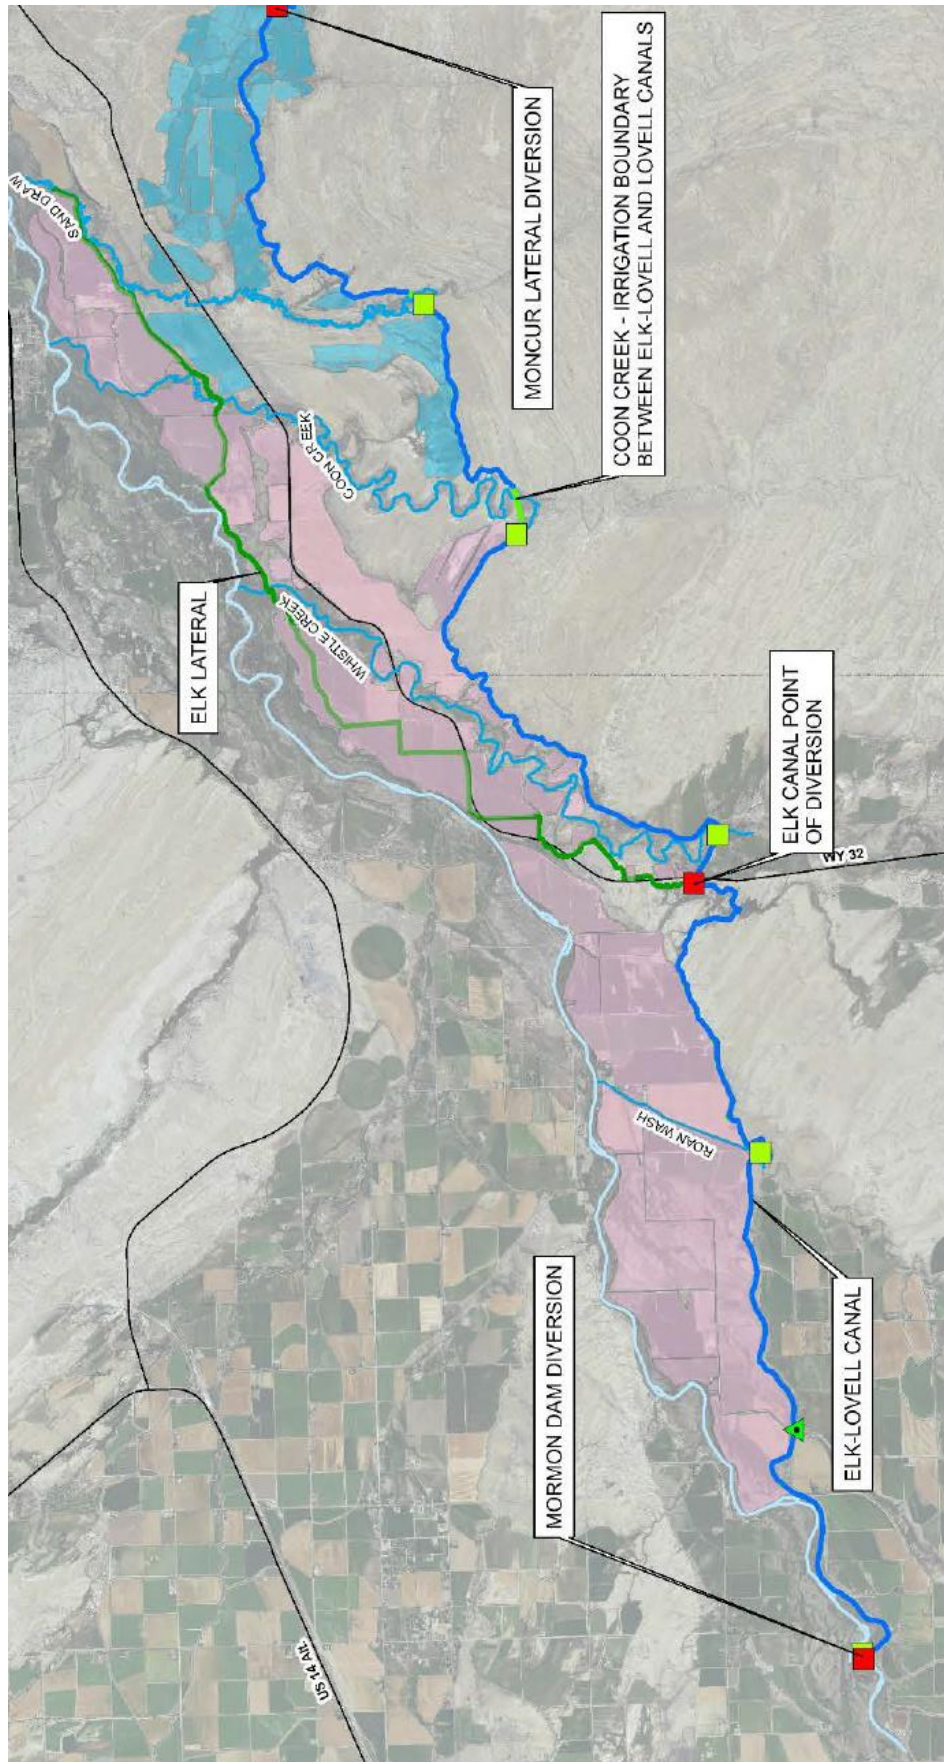 SAND DRAW
MONCUR LATERAL DIVERSION
COON CREEK - IRRIGATION BOUNDARY
BETWEEN ELK-LOVELL AND LOVELL CANALS
COON CREEK
ELK LATERAL
WHISTLE CREEK
ELK CANAL POINT
OF DIVERSION
WY 32
ROAN WASH
MORMON DAM DIVERSION
ELK-LOVELL CANAL
US 14 Alt.